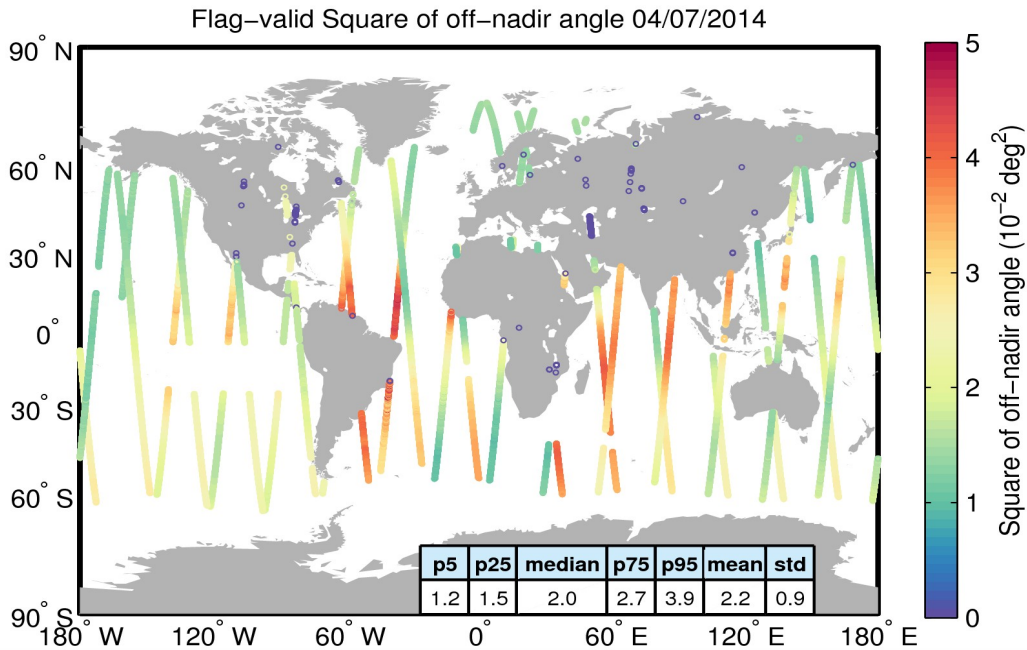 Flag−valid Square of off−nadir angle 04/07/2014
90° N
60° N
30° N
0°
30° S
60° S
90° S
180° W
120° W
60° W
0°
60° E
120° E
180° E
p5 p25 median p75 p95 mean std
1.2 1.5 2.0 2.7 3.9 2.2 0.9
5
4
3
2
1
0
Square of off−nadir angle (10⁻² deg²)